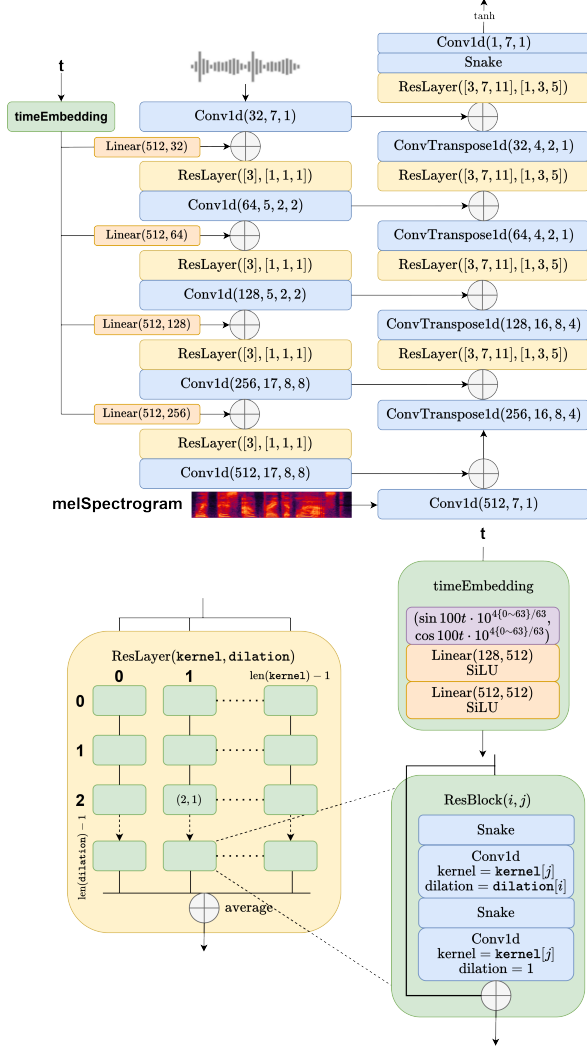 tanh
Conv1d(1, 7, 1)
Snake
ResLayer([3, 7, 11], [1, 3, 5])
t
timeEmbedding
Conv1d(32, 7, 1)
Linear(512, 32)
ConvTranspose1d(32, 4, 2, 1)
ResLayer([3], [1, 1, 1])
ResLayer([3, 7, 11], [1, 3, 5])
Conv1d(64, 5, 2, 2)
Linear(512, 64)
ConvTranspose1d(64, 4, 2, 1)
ResLayer([3], [1, 1, 1])
ResLayer([3, 7, 11], [1, 3, 5])
Conv1d(128, 5, 2, 2)
Linear(512, 128)
ConvTranspose1d(128, 16, 8, 4)
ResLayer([3], [1, 1, 1])
ResLayer([3, 7, 11], [1, 3, 5])
Conv1d(256, 17, 8, 8)
Linear(512, 256)
ConvTranspose1d(256, 16, 8, 4)
ResLayer([3], [1, 1, 1])
Conv1d(512, 17, 8, 8)
melSpectrogram
Conv1d(512, 7, 1)
t
timeEmbedding
(sin 100t · 10^{4{0∼63}/63},
cos 100t · 10^{4{0∼63}/63})
Linear(128, 512)
SiLU
Linear(512, 512)
SiLU
ResLayer(kernel, dilation)
0
1
len(kernel) − 1
0
1
2
(2, 1)
len(dilation) − 1
average
ResBlock(i, j)
Snake
Conv1d
kernel = kernel[j]
dilation = dilation[i]
Snake
Conv1d
kernel = kernel[j]
dilation = 1